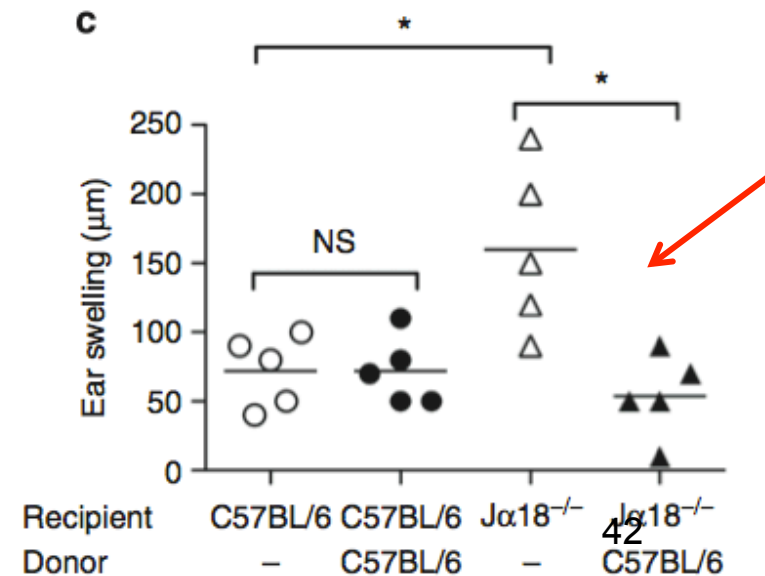 c
*
*
NS
Ear swelling (μm)
250
200
150
100
50
0
Recipient C57BL/6 C57BL/6 Jα18−/− Jα18−/−
42
Donor – C57BL/6 – C57BL/6